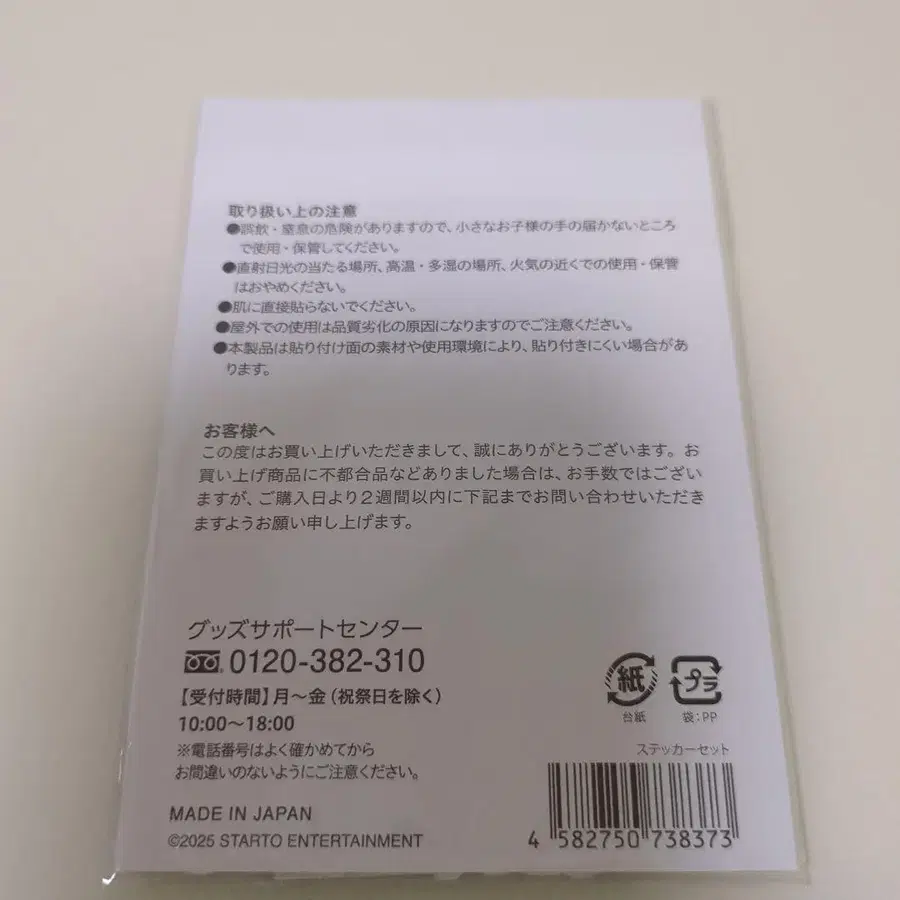 取り扱い上の注意
●誤飲・窒息の危険がありますので、小さなお子様の手の届かないところ
で使用・保管してください。
●直射日光の当たる場所、高温・多湿の場所、火気の近くでの使用・保管
はおやめください。
●肌に直接貼らないでください。
●屋外での使用は品質劣化の原因になりますのでご注意ください。
●本製品は貼り付け面の素材や使用環境により、貼り付きにくい場合があ
ります。
お客様へ
この度はお買い上げいただきまして、誠にありがとうございます。お
買い上げ商品に不都合品などありました場合は、お手数ではござい
ますが、ご購入日より2週間以内に下記までお問い合わせいただき
ますようお願い申し上げます。
グッズサポートセンター
0120-382-310
【受付時間】月～金（祝祭日を除く）
10:00～18:00
※電話番号はよく確かめてから
お間違いのないようにご注意ください。
MADE IN JAPAN
©2025 STARTO ENTERTAINMENT
紙
台紙
プラ
袋:PP
ステッカーセット
4 582750 738373